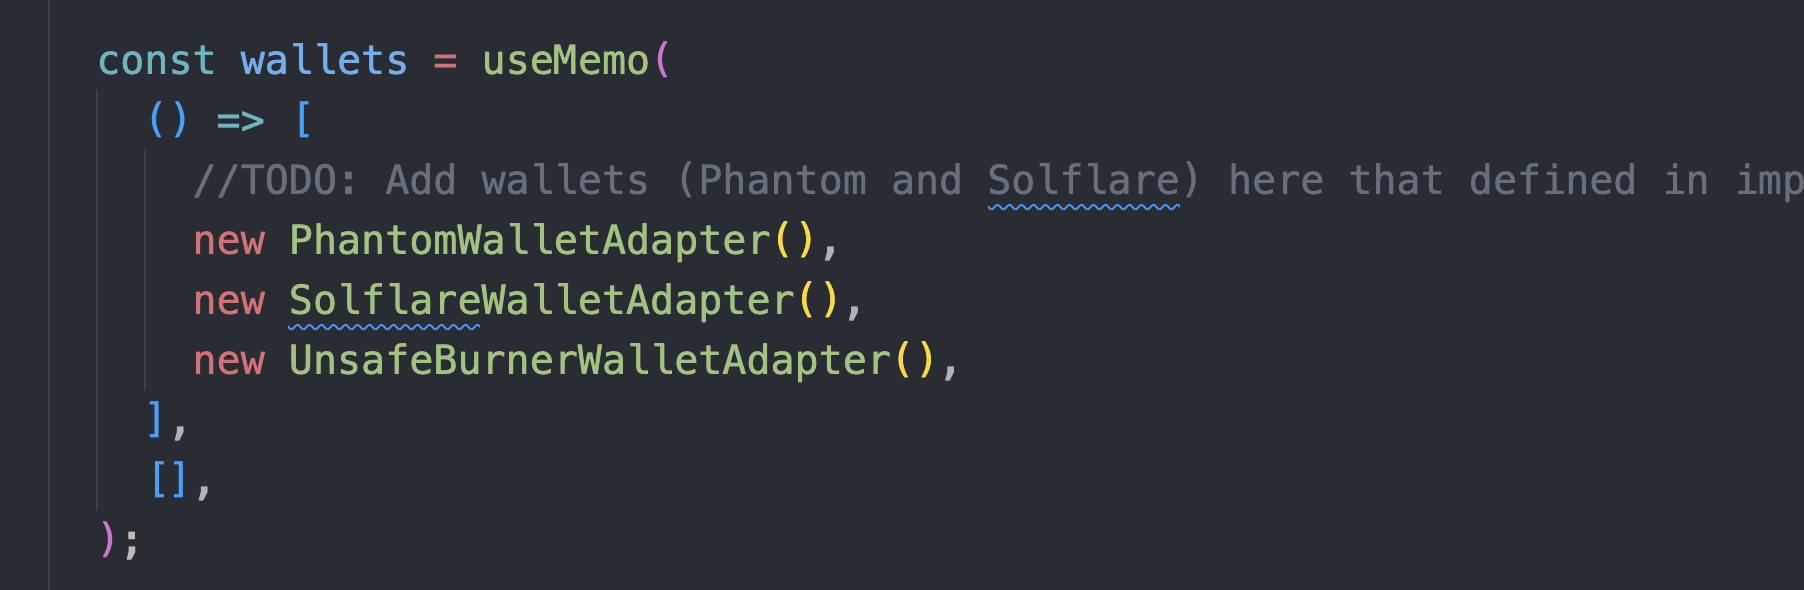 const wallets = useMemo(
() => [
//TODO: Add wallets (Phantom and Solflare) here that defined in
new PhantomWalletAdapter(),
new SolflareWalletAdapter(),
new UnsafeBurnerWalletAdapter(),
],
[],
);